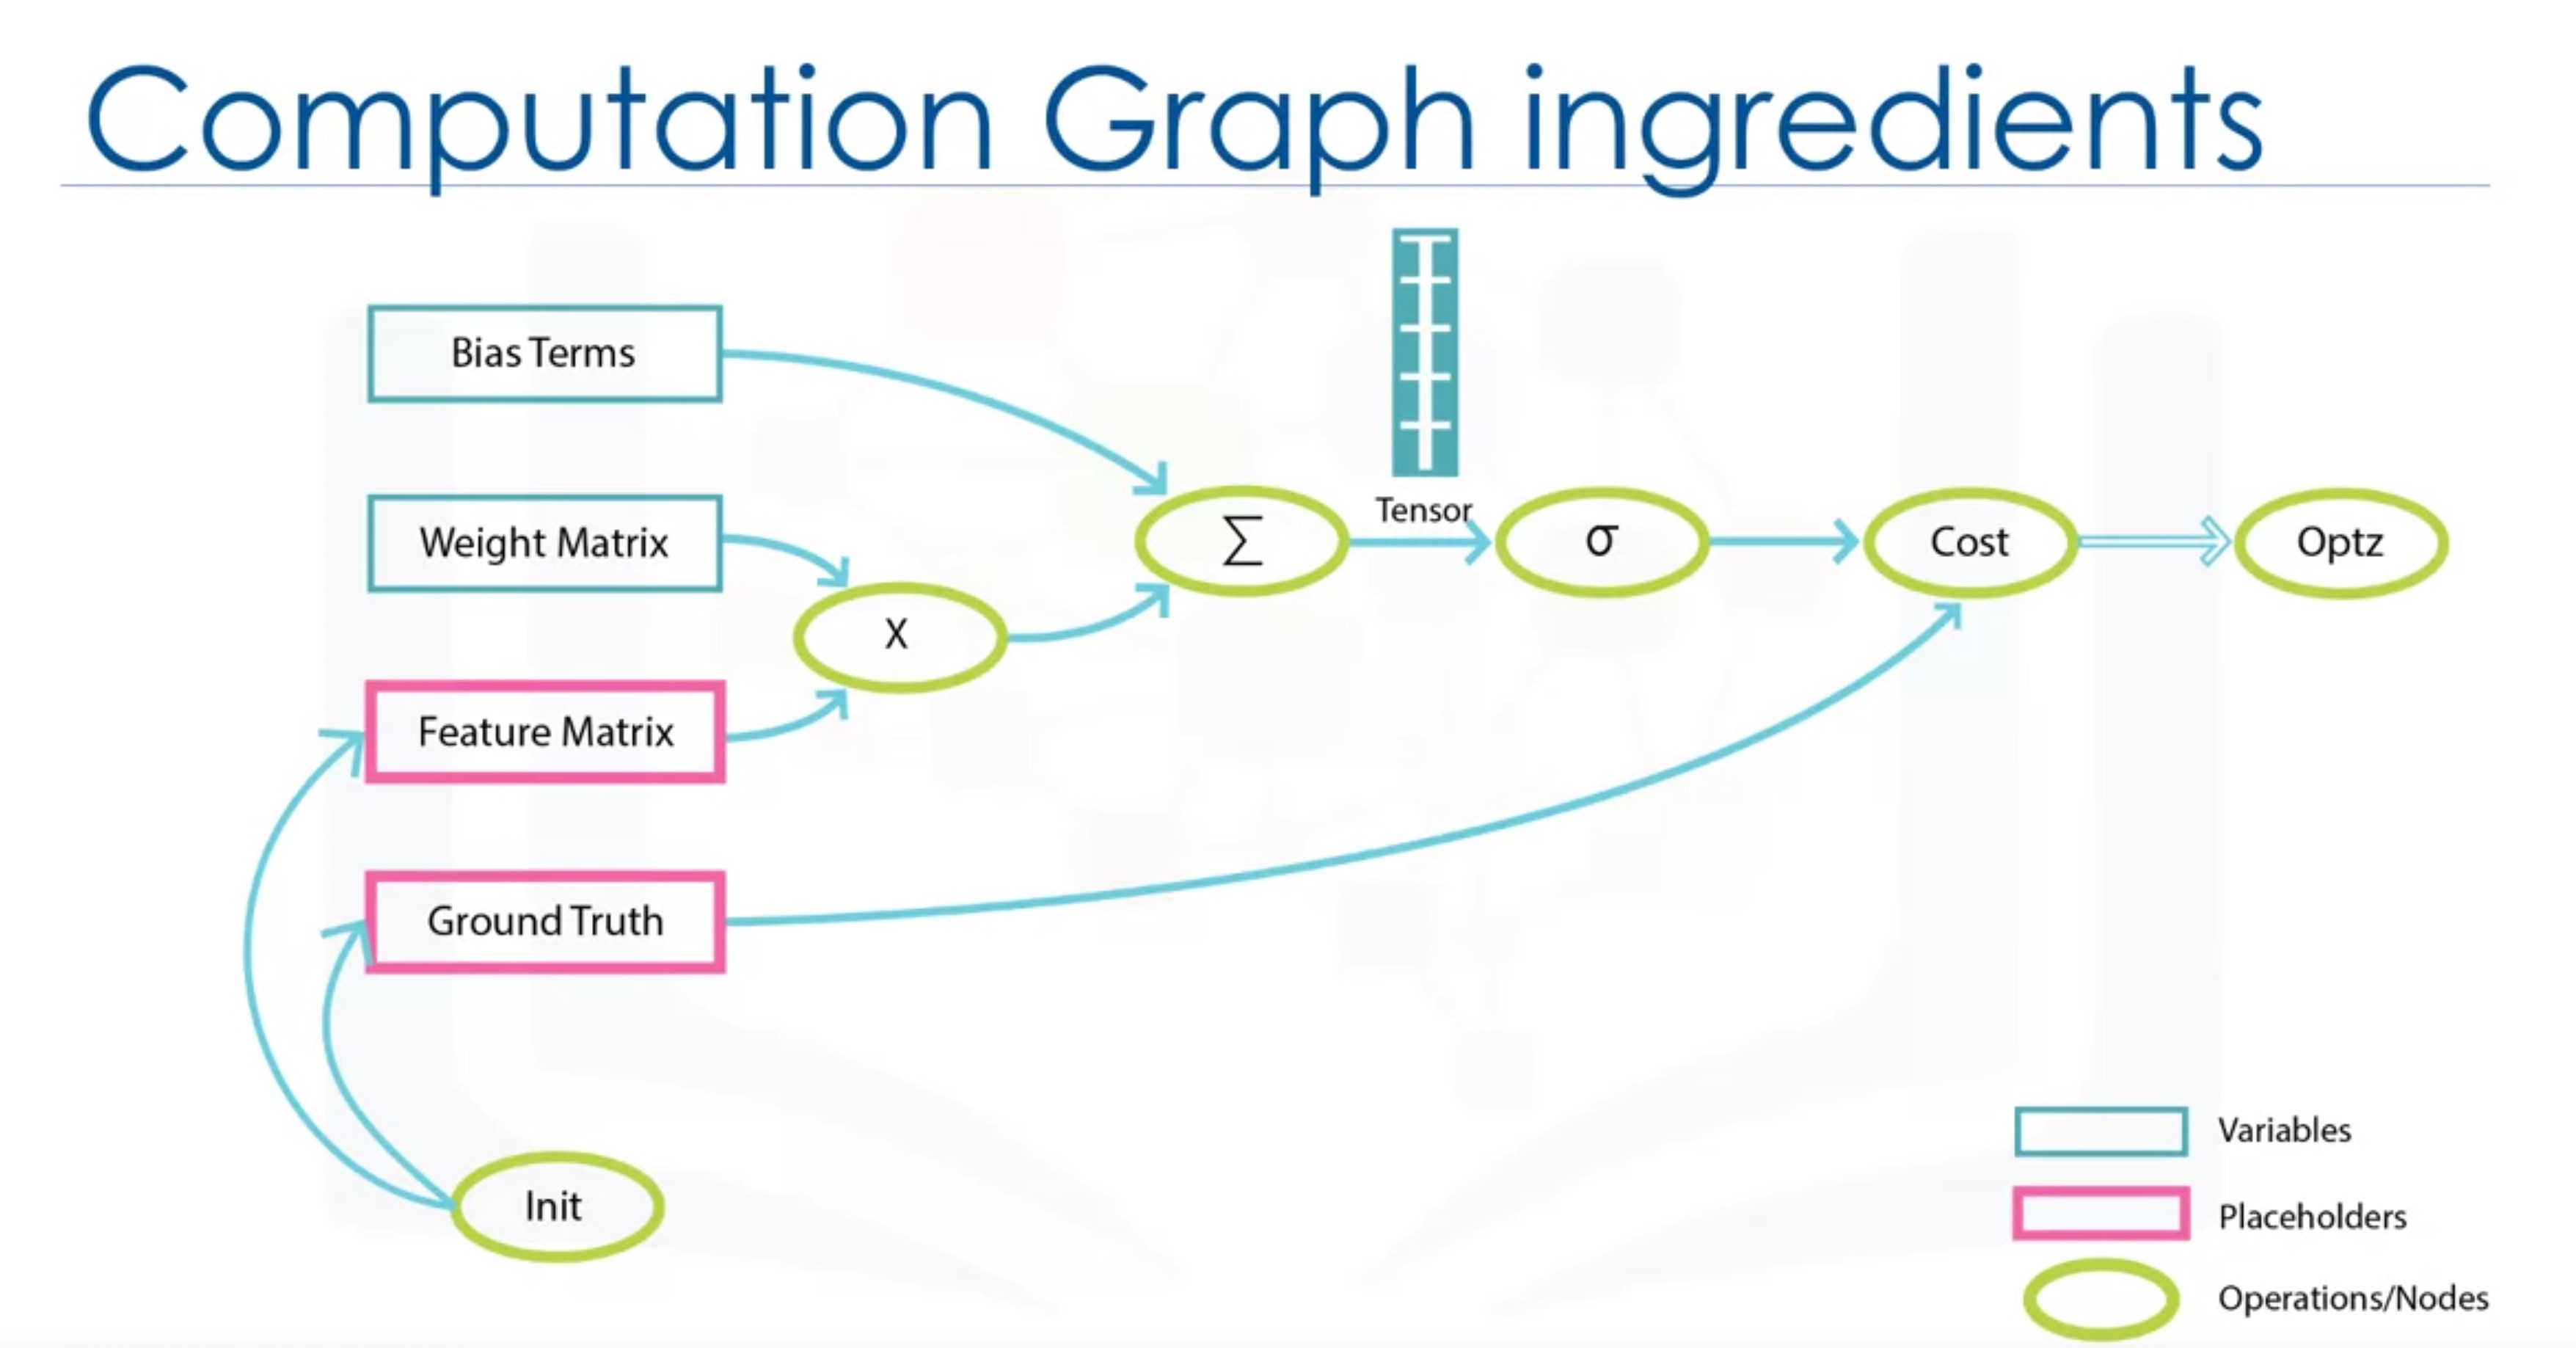 Computation Graph ingredients
Bias Terms
Weight Matrix
Feature Matrix
Ground Truth
Init
X
Σ
Tensor
σ
Cost
Optz
Variables
Placeholders
Operations/Nodes